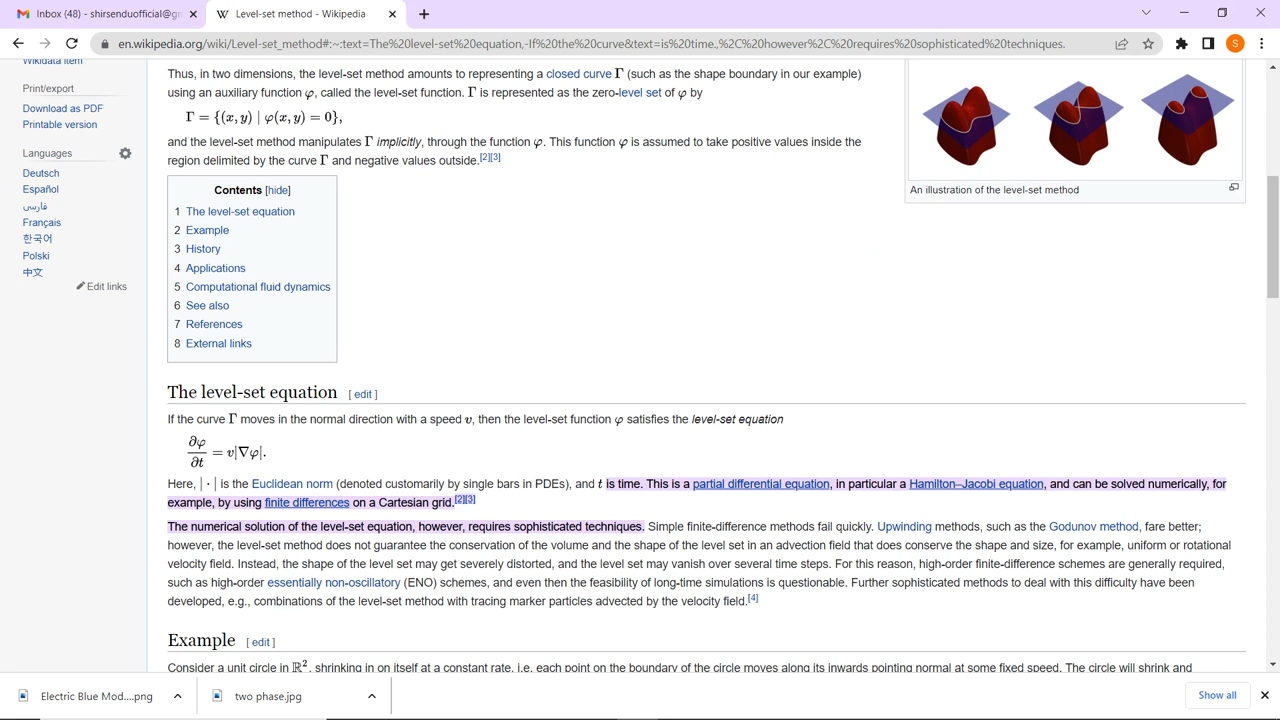 Inbox (48) - shirsenduofficial@gm
Level-set method - Wikipedia
en.wikipedia.org/wiki/Level-set_method#:~:text=The%20level-set%20equation,-If%20the%20curve&text=is%20time.,%2C%20however%2C%20requires%20sophisticated%20techniques.
Wikidata item
Print/export
Download as PDF
Printable version
Languages
Deutsch
Español
فارسی
Français
한국어
Polski
中文
Edit links
Thus, in two dimensions, the level-set method amounts to representing a closed curve Γ (such as the shape boundary in our example)
using an auxiliary function φ, called the level-set function. Γ is represented as the zero-level set of φ by
Γ = {(x, y) | φ(x, y) = 0},
and the level-set method manipulates Γ implicitly, through the function φ. This function φ is assumed to take positive values inside the
region delimited by the curve Γ and negative values outside.[2][3]
An illustration of the level-set method
Contents [hide]
1 The level-set equation
2 Example
3 History
4 Applications
5 Computational fluid dynamics
6 See also
7 References
8 External links
The level-set equation [ edit ]
If the curve Γ moves in the normal direction with a speed v, then the level-set function φ satisfies the level-set equation
∂φ/∂t = v|∇φ|.
Here, | · | is the Euclidean norm (denoted customarily by single bars in PDEs), and t is time. This is a partial differential equation, in particular a Hamilton–Jacobi equation, and can be solved numerically, for
example, by using finite differences on a Cartesian grid.[2][3]
The numerical solution of the level-set equation, however, requires sophisticated techniques. Simple finite-difference methods fail quickly. Upwinding methods, such as the Godunov method, fare better;
however, the level-set method does not guarantee the conservation of the volume and the shape of the level set in an advection field that does conserve the shape and size, for example, uniform or rotational
velocity field. Instead, the shape of the level set may get severely distorted, and the level set may vanish over several time steps. For this reason, high-order finite-difference schemes are generally required,
such as high-order essentially non-oscillatory (ENO) schemes, and even then the feasibility of long-time simulations is questionable. Further sophisticated methods to deal with this difficulty have been
developed, e.g., combinations of the level-set method with tracing marker particles advected by the velocity field.[4]
Example [ edit ]
Consider a unit circle in ℝ², shrinking in on itself at a constant rate, i.e. each point on the boundary of the circle moves along its inwards pointing normal at some fixed speed. The circle will shrink and
Electric Blue Mod....png
two phase.jpg
Show all
S